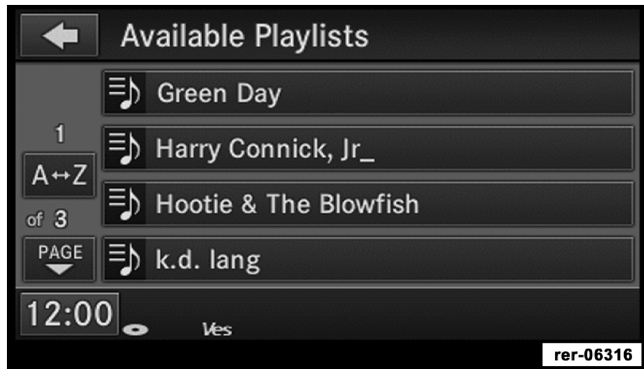 Available Playlists
Green Day
1
Harry Connick, Jr_
A↔Z
Hootie & The Blowfish
of 3
PAGE
k.d. lang
12:00
Ves
rer-06316